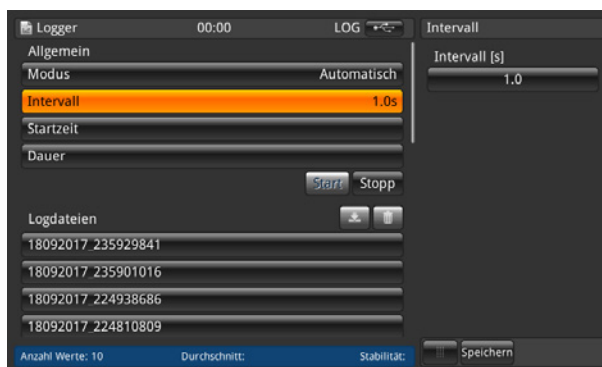 Logger 00:00 LOG
Allgemein
Modus Automatisch
Intervall 1.0s
Startzeit
Dauer
Start Stopp
Logdateien
18092017_235929841
18092017_235901016
18092017_224938686
18092017_224810809
Anzahl Werte: 10 Durchschnitt: Stabilität:
Intervall
Intervall [s]
1.0
Speichern